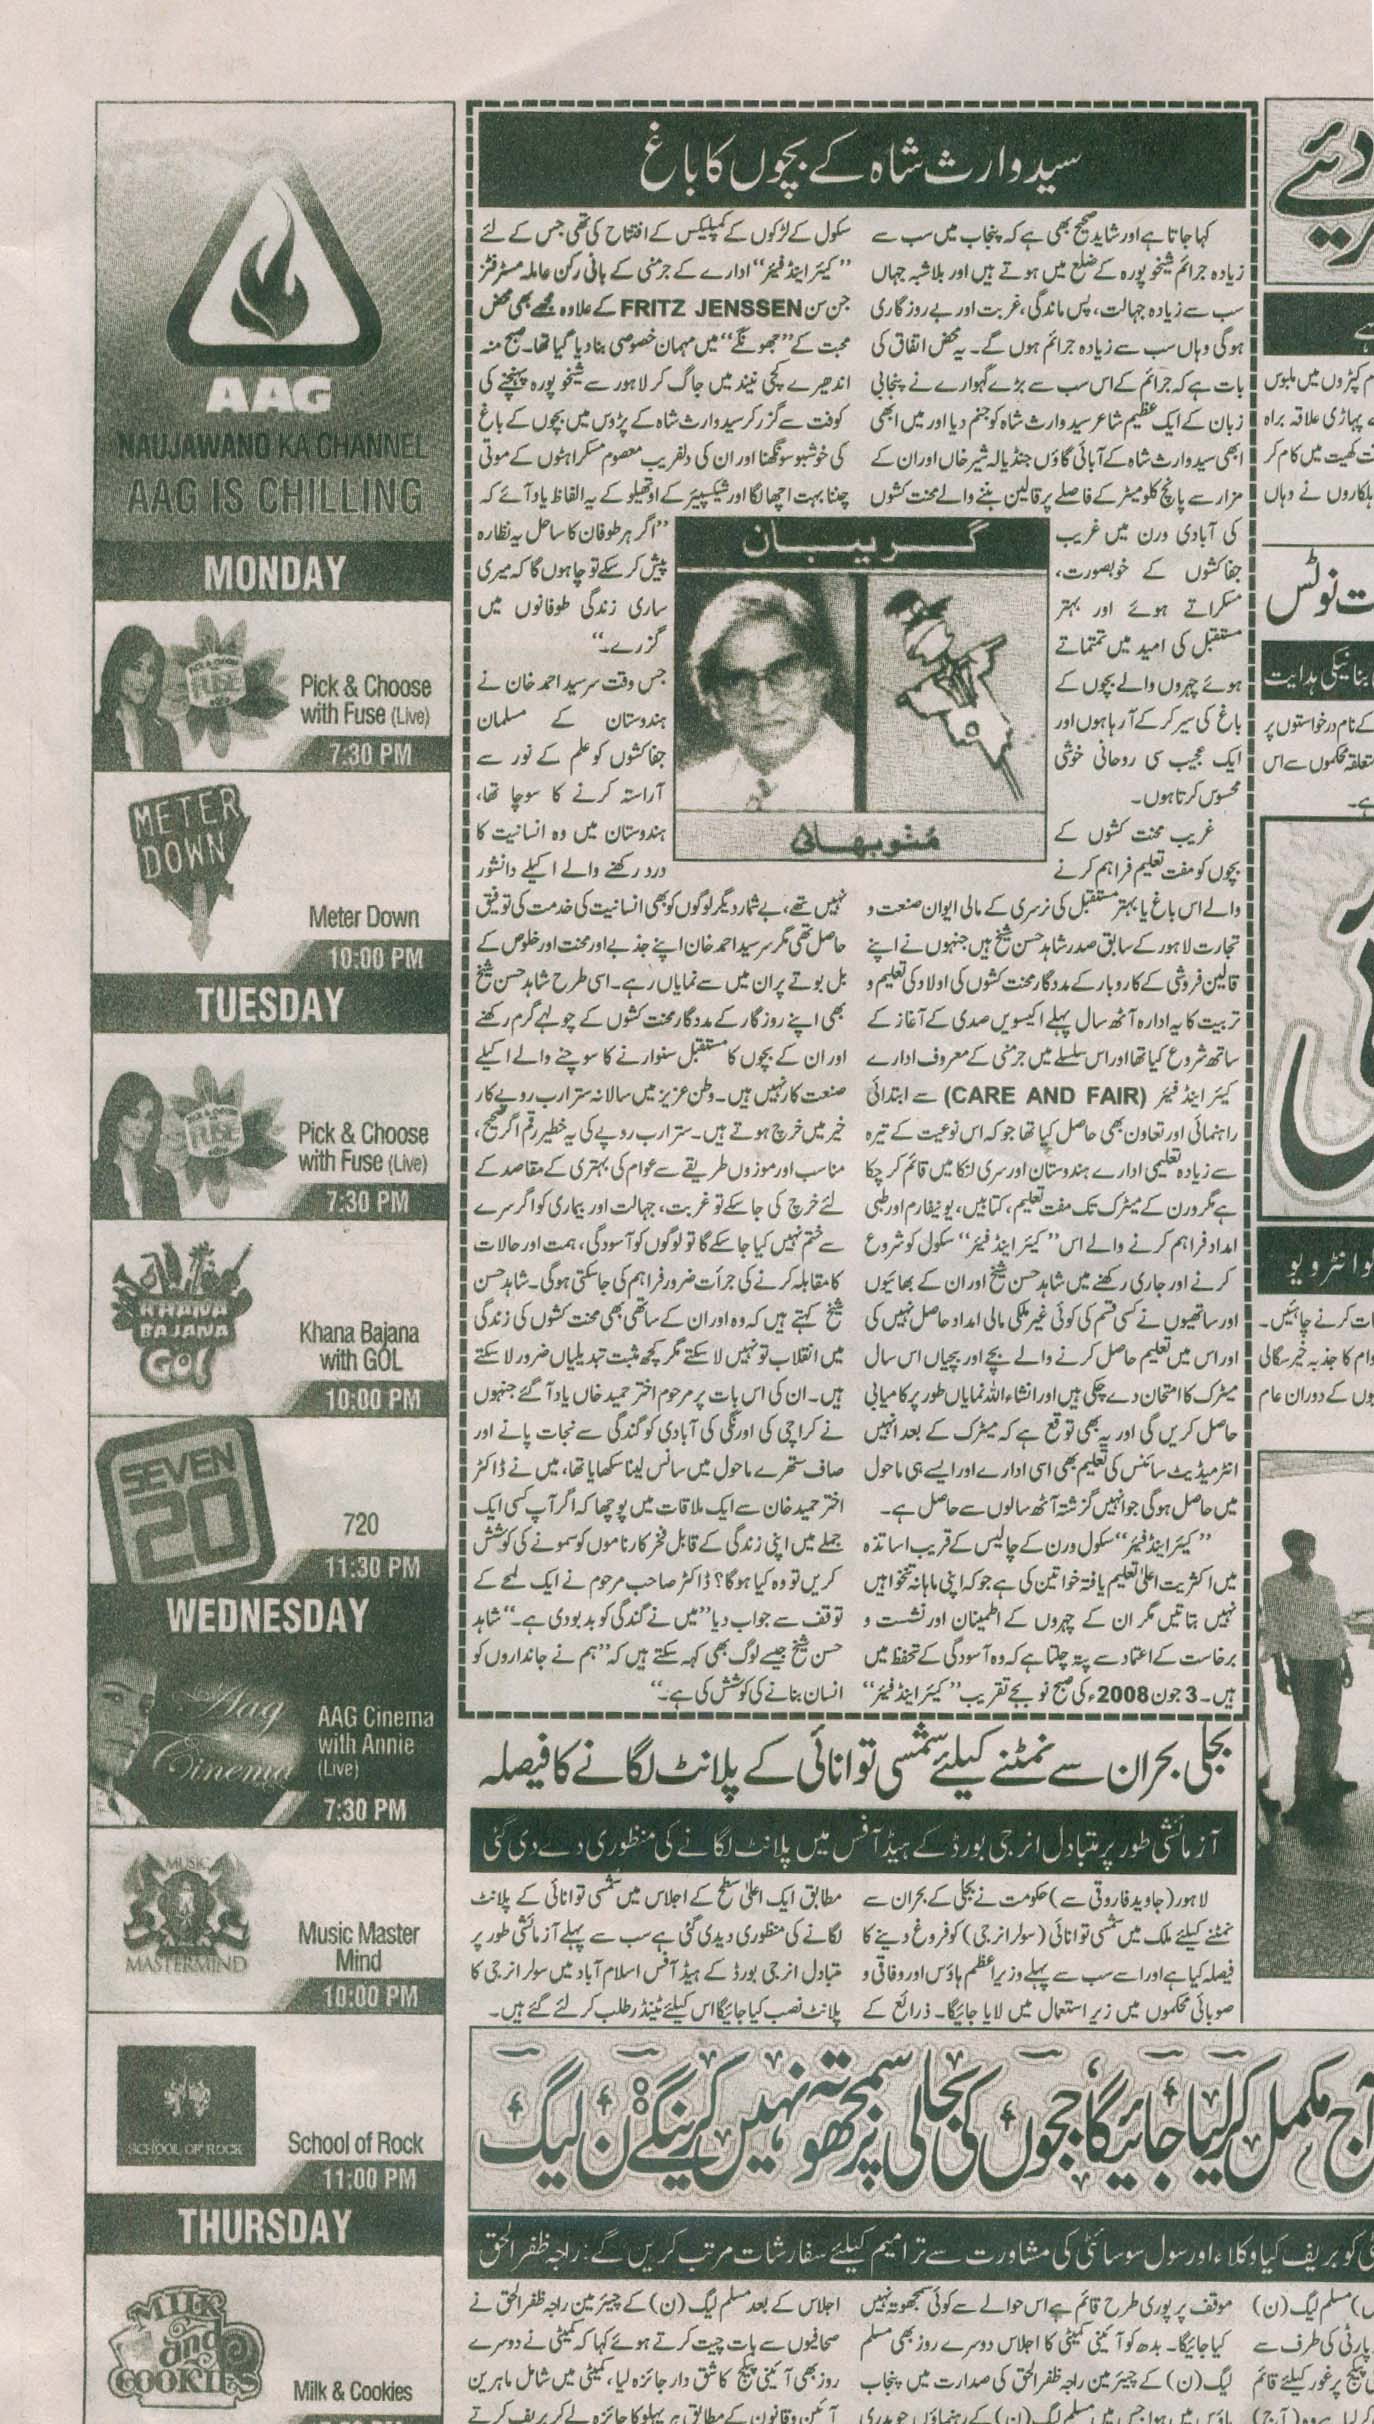 AAG
NAUJAWANO KA CHANNEL
AAG IS CHILLING
MONDAY
Pick & Choose
with Fuse (Live)
7:30 PM
METER
DOWN
Meter Down
10:00 PM
TUESDAY
Pick & Choose
with Fuse (Live)
7:30 PM
KHANA
BAJANA
GOL
Khana Bajana
with GOL
10:00 PM
SEVEN
20
720
11:30 PM
WEDNESDAY
Aag
Cinema
AAG Cinema
with Annie
(Live)
7:30 PM
MUSIC
MASTERMIND
Music Master
Mind
10:00 PM
SCHOOL OF ROCK
School of Rock
11:00 PM
THURSDAY
MILK
and
COOKIES
Milk & Cookies
سید وارث شاہ کے بچوں کا باغ
کہا جاتا ہے اور شاید صحیح بھی ہے کہ پنجاب میں سب سے
زیادہ جرائم شیخوپورہ کے ضلع میں ہوتے ہیں اور بلاشبہ جہاں
سب سے زیادہ جہالت، پس ماندگی، غربت اور بے روزگاری
ہوگی وہاں سب سے زیادہ جرائم ہوں گے۔ یہ محض اتفاق کی
بات ہے کہ جرائم کے اس سب سے بڑے گہوارے نے پنجابی
زبان کے ایک عظیم شاعر سید وارث شاہ کو جنم دیا اور میں ابھی
ابھی سید وارث شاہ کے آبائی گاؤں جنڈیالہ شیر خاں اور ان کے
مزار سے پانچ کلومیٹر کے فاصلے پر قالین بننے والے محنت کشوں
کی آبادی ورن میں غریب
جفاکشوں کے خوبصورت،
مسکراتے ہوئے اور بہتر
مستقبل کی امید میں تمتماتے
ہوئے چہروں والے بچوں کے
باغ کی سیر کر کے آ رہا ہوں اور
ایک عجیب سی روحانی خوشی
محسوس کرتا ہوں۔
غریب محنت کشوں کے
بچوں کو مفت تعلیم فراہم کرنے
والے اس باغ یا بہتر مستقبل کی نرسری کے مالی ایوان صنعت و
تجارت لاہور کے سابق صدر شاہد حسن شیخ ہیں جنہوں نے اپنے
قالین فروشی کے کاروبار کے مددگار محنت کشوں کی اولاد کی تعلیم و
تربیت کا یہ ادارہ آٹھ سال پہلے اکیسویں صدی کے آغاز کے
ساتھ شروع کیا تھا اور اس سلسلے میں جرمنی کے معروف ادارے
کیئر اینڈ فیئر (CARE AND FAIR) سے ابتدائی
راہنمائی اور تعاون بھی حاصل کیا تھا جو کہ اس نوعیت کے تیرہ
سے زیادہ تعلیمی ادارے ہندوستان اور سری لنکا میں قائم کر چکا
ہے مگر ورن کے میٹرک تک مفت تعلیم، کتابیں، یونیفارم اور طبی
امداد فراہم کرنے والے اس ”کیئر اینڈ فیئر“ سکول کو شروع
کرنے اور جاری رکھنے میں شاہد حسن شیخ اور ان کے بھائیوں
اور ساتھیوں نے کسی قسم کی کوئی غیر ملکی مالی امداد حاصل نہیں کی
اور اس میں تعلیم حاصل کرنے والے بچے اور بچیاں اس سال
میٹرک کا امتحان دے چکی ہیں اور انشاء اللہ نمایاں طور پر کامیابی
حاصل کریں گی اور یہ بھی توقع ہے کہ میٹرک کے بعد انہیں
انٹرمیڈیٹ سائنس کی تعلیم بھی اسی ادارے اور ایسے ہی ماحول
میں حاصل ہوگی جو انہیں گزشتہ آٹھ سالوں سے حاصل ہے۔
”کیئر اینڈ فیئر“ سکول ورن کے چالیس کے قریب اساتذہ
میں اکثریت اعلیٰ تعلیم یافتہ خواتین کی ہے جو کہ اپنی ماہانہ تنخواہیں
نہیں بتاتیں مگر ان کے چہروں کے اطمینان اور نشست و
برخاست کے اعتماد سے پتہ چلتا ہے کہ وہ آسودگی کے تحفظ میں
ہیں۔ 3 جون 2008ء کی صبح نو بجے تقریب ”کیئر اینڈ فیئر“
سکول کے لڑکوں کے کمپلیکس کے افتتاح کی تھی جس کے لئے
”کیئر اینڈ فیئر“ ادارے کے جرمنی کے بانی رکن عاملہ مسٹر فٹز
جن سن FRITZ JENSSEN کے علاوہ مجھے بھی محض
محبت کے ”جھونگے“ میں مہمان خصوصی بنا دیا گیا تھا۔ صبح منہ
اندھیرے کچی نیند میں جاگ کر لاہور سے شیخوپورہ پہنچنے کی
کوفت سے گزر کر سید وارث شاہ کے پڑوس میں بچوں کے باغ
کی خوشبو سونگھنا اور ان کی دلفریب معصوم مسکراہٹوں کے موتی
چننا بہت اچھا لگا اور شیکسپیئر کے اوتھیلو کے یہ الفاظ یاد آئے کہ
”اگر ہر طوفان کا ساحل یہ نظارہ
پیش کر سکے تو چاہوں گا کہ میری
ساری زندگی طوفانوں میں
گزرے۔“
جس وقت سر سید احمد خان نے
ہندوستان کے مسلمان
جفاکشوں کو علم کے نور سے
آراستہ کرنے کا سوچا تھا،
ہندوستان میں وہ انسانیت کا
درد رکھنے والے اکیلے دانشور
نہیں تھے، بے شمار دیگر لوگوں کو بھی انسانیت کی خدمت کی توفیق
حاصل تھی مگر سر سید احمد خان اپنے جذبے اور محنت اور خلوص کے
بل بوتے پر ان میں سے نمایاں رہے۔ اسی طرح شاہد حسن شیخ
بھی اپنے روزگار کے مددگار محنت کشوں کے چولہے گرم رکھنے
اور ان کے بچوں کا مستقبل سنوارنے کا سوچنے والے اکیلے
صنعت کار نہیں ہیں۔ وطن عزیز میں سالانہ ستر ارب روپے کار
خیر میں خرچ ہوتے ہیں۔ ستر ارب روپے کی یہ خطیر رقم اگر صحیح،
مناسب اور موزوں طریقے سے عوام کی بہتری کے مقاصد کے
لئے خرچ کی جا سکے تو غربت، جہالت اور بیماری کو اگر سرے
سے ختم نہیں کیا جا سکے گا تو لوگوں کو آسودگی، ہمت اور حالات
کا مقابلہ کرنے کی جرأت ضرور فراہم کی جا سکتی ہوگی۔ شاہد حسن
شیخ کہتے ہیں کہ وہ اور ان کے ساتھی بھی محنت کشوں کی زندگی
میں انقلاب تو نہیں لا سکتے مگر کچھ مثبت تبدیلیاں ضرور لا سکتے
ہیں۔ ان کی اس بات پر مرحوم اختر حمید خاں یاد آ گئے جنہوں
نے کراچی کی اورنگی کی آبادی کو گندگی سے نجات پانے اور
صاف ستھرے ماحول میں سانس لینا سکھایا تھا، میں نے ڈاکٹر
اختر حمید خان سے ایک ملاقات میں پوچھا کہ اگر آپ کسی ایک
جملے میں اپنی زندگی کے قابل فخر کارناموں کو سمونے کی کوشش
کریں تو وہ کیا ہوگا؟ ڈاکٹر صاحب مرحوم نے ایک لمحے کے
توقف سے جواب دیا ”میں نے گندگی کو بدبو دی ہے۔“ شاہد
حسن شیخ جیسے لوگ بھی کہہ سکتے ہیں کہ ”ہم نے جانداروں کو
انسان بنانے کی کوشش کی ہے۔“
گریبان
منو بھائی
بجلی بحران سے نمٹنے کیلئے شمسی توانائی کے پلانٹ لگانے کا فیصلہ
آزمائشی طور پر متبادل انرجی بورڈ کے ہیڈ آفس میں پلانٹ لگانے کی منظوری دے دی گئی
لاہور (جاوید فاروقی سے) حکومت نے بجلی کے بحران سے
نمٹنے کیلئے ملک میں شمسی توانائی (سولر انرجی) کو فروغ دینے کا
فیصلہ کیا ہے اور اسے سب سے پہلے وزیراعظم ہاؤس اور وفاقی و
صوبائی محکموں میں زیر استعمال میں لایا جائیگا۔ ذرائع کے
مطابق ایک اعلیٰ سطح کے اجلاس میں شمسی توانائی کے پلانٹ
لگانے کی منظوری دیدی گئی ہے سب سے پہلے آزمائشی طور پر
متبادل انرجی بورڈ کے ہیڈ آفس اسلام آباد میں سولر انرجی کا
پلانٹ نصب کیا جائیگا اس کیلئے ٹینڈر طلب کر لئے گئے ہیں۔
آج مکمل کر لیا جائیگا، ججوں کی بحالی پر سمجھوتہ نہیں کرینگے: ن لیگ
کو بریف کیا وکلاء اور سول سوسائٹی کی مشاورت سے ترامیم کیلئے سفارشات مرتب کریں گے: راجہ ظفر الحق
مسلم لیگ (ن)
پارٹی کی طرف سے
پیکج پر غور کیلئے قائم
موقف پر پوری طرح قائم ہے اس حوالے سے کوئی سمجھوتہ نہیں
کیا جائیگا۔ بدھ کو آئینی کمیٹی کا اجلاس دوسرے روز بھی مسلم
لیگ (ن) کے چیئرمین راجہ ظفر الحق کی صدارت میں پنجاب
ہاؤس میں ہوا جس میں مسلم لیگ (ن) کے رہنماؤں چوہدری
اجلاس کے بعد مسلم لیگ (ن) کے چیئرمین راجہ ظفر الحق نے
صحافیوں سے بات چیت کرتے ہوئے کہا کہ کمیٹی نے دوسرے
روز بھی آئینی پیکج کا شق وار جائزہ لیا، کمیٹی میں شامل ماہرین
آئین و قانون کے مطابق ہر پہلو کا جائزہ لے کر بریف کرتے
دیئے
م کپڑوں میں ملبوس
پہاڑی علاقہ براہ
کھیت میں کام کر
ہلکاروں نے وہاں
نوٹس
بنانیکی ہدایت
کے نام درخواستوں پر
متعلقہ محکموں سے اس
ہے۔
انٹرویو
بات کرنے چاہئیں۔
وام کا جذبہ خیر سگالی
کے دوران عام